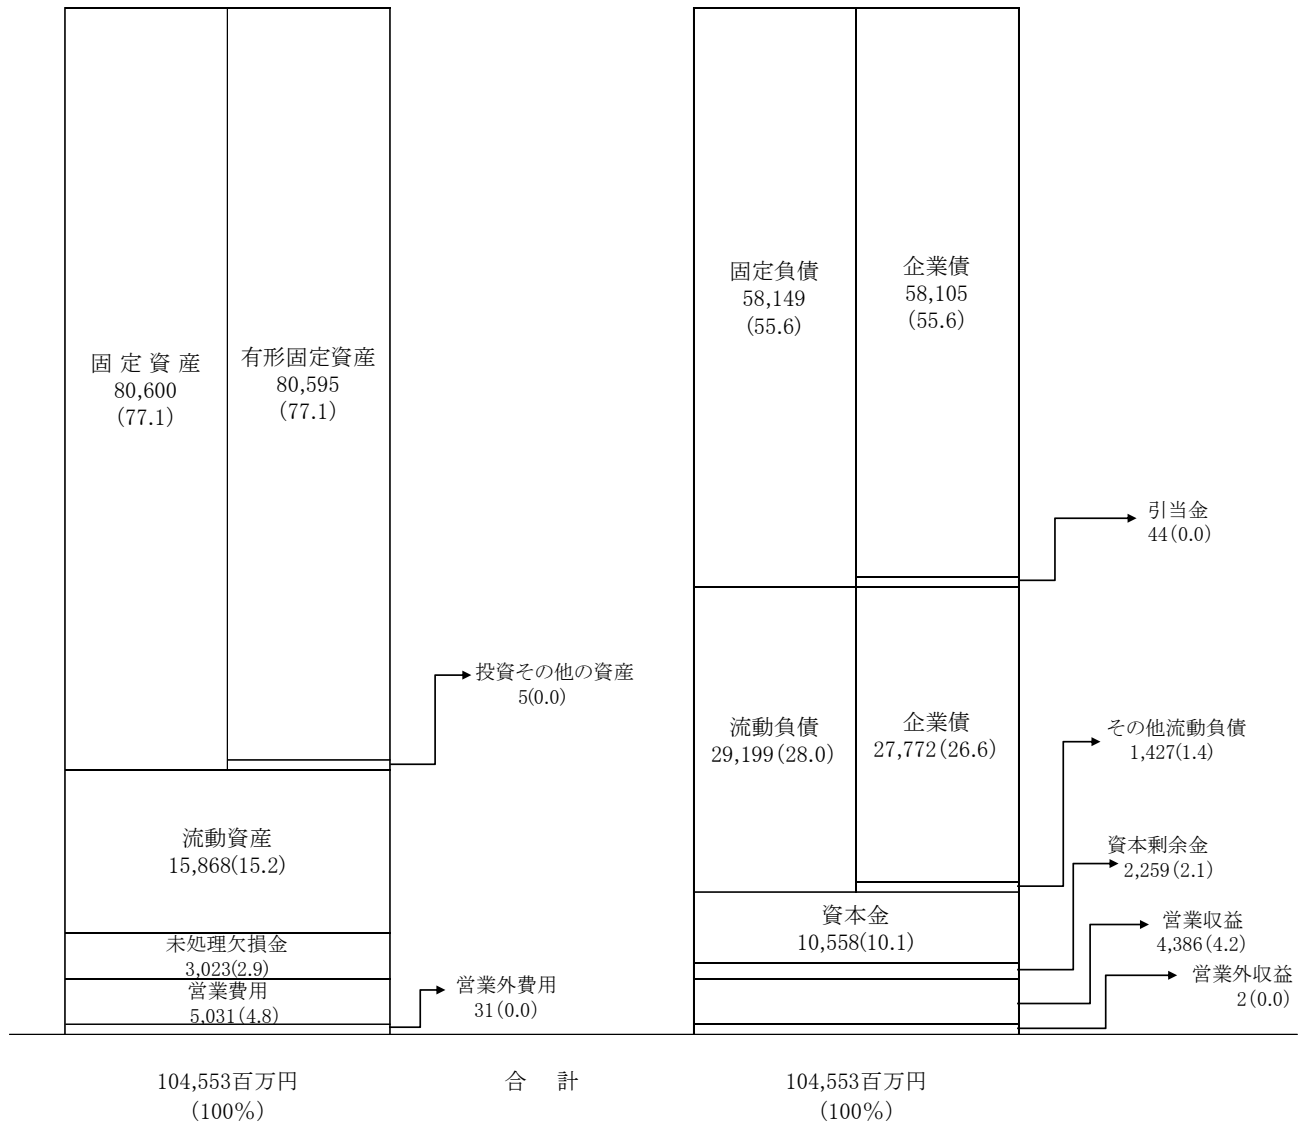 固 定 資 産
80,600
(77.1)
有形固定資産
80,595
(77.1)
投資その他の資産
5(0.0)
流動資産
15,868(15.2)
未処理欠損金
3,023(2.9)
営業費用
5,031(4.8)
営業外費用
31(0.0)
固定負債
58,149
(55.6)
企業債
58,105
(55.6)
引当金
44(0.0)
流動負債
29,199(28.0)
企業債
27,772(26.6)
その他流動負債
1,427(1.4)
資本剰余金
2,259(2.1)
資本金
10,558(10.1)
営業収益
4,386(4.2)
営業外収益
2(0.0)
104,553百万円
(100%)
合 計
104,553百万円
(100%)